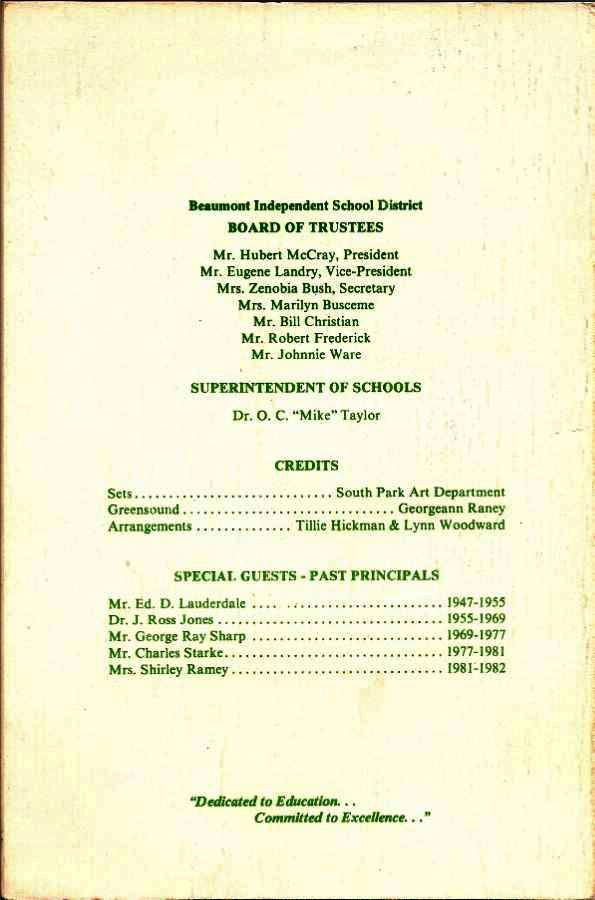 Beaumont Independent School District
BOARD OF TRUSTEES
Mr. Hubert McCray, President
Mr. Eugene Landry, Vice-President
Mrs. Zenobia Bush, Secretary
Mrs. Marilyn Busceme
Mr. Bill Christian
Mr. Robert Frederick
Mr. Johnnie Ware
SUPERINTENDENT OF SCHOOLS
Dr. O. C. “Mike” Taylor
CREDITS
Sets............................ South Park Art Department
Greensound.............................. Georgeann Raney
Arrangements .............. Tillie Hickman & Lynn Woodward
SPECIAL GUESTS - PAST PRINCIPALS
Mr. Ed. D. Lauderdale .... ....................... 1947-1955
Dr. J. Ross Jones ................................ 1955-1969
Mr. George Ray Sharp ........................... 1969-1977
Mr. Charles Starke............................... 1977-1981
Mrs. Shirley Ramey.............................. 1981-1982
“Dedicated to Education...
Committed to Excellence...”